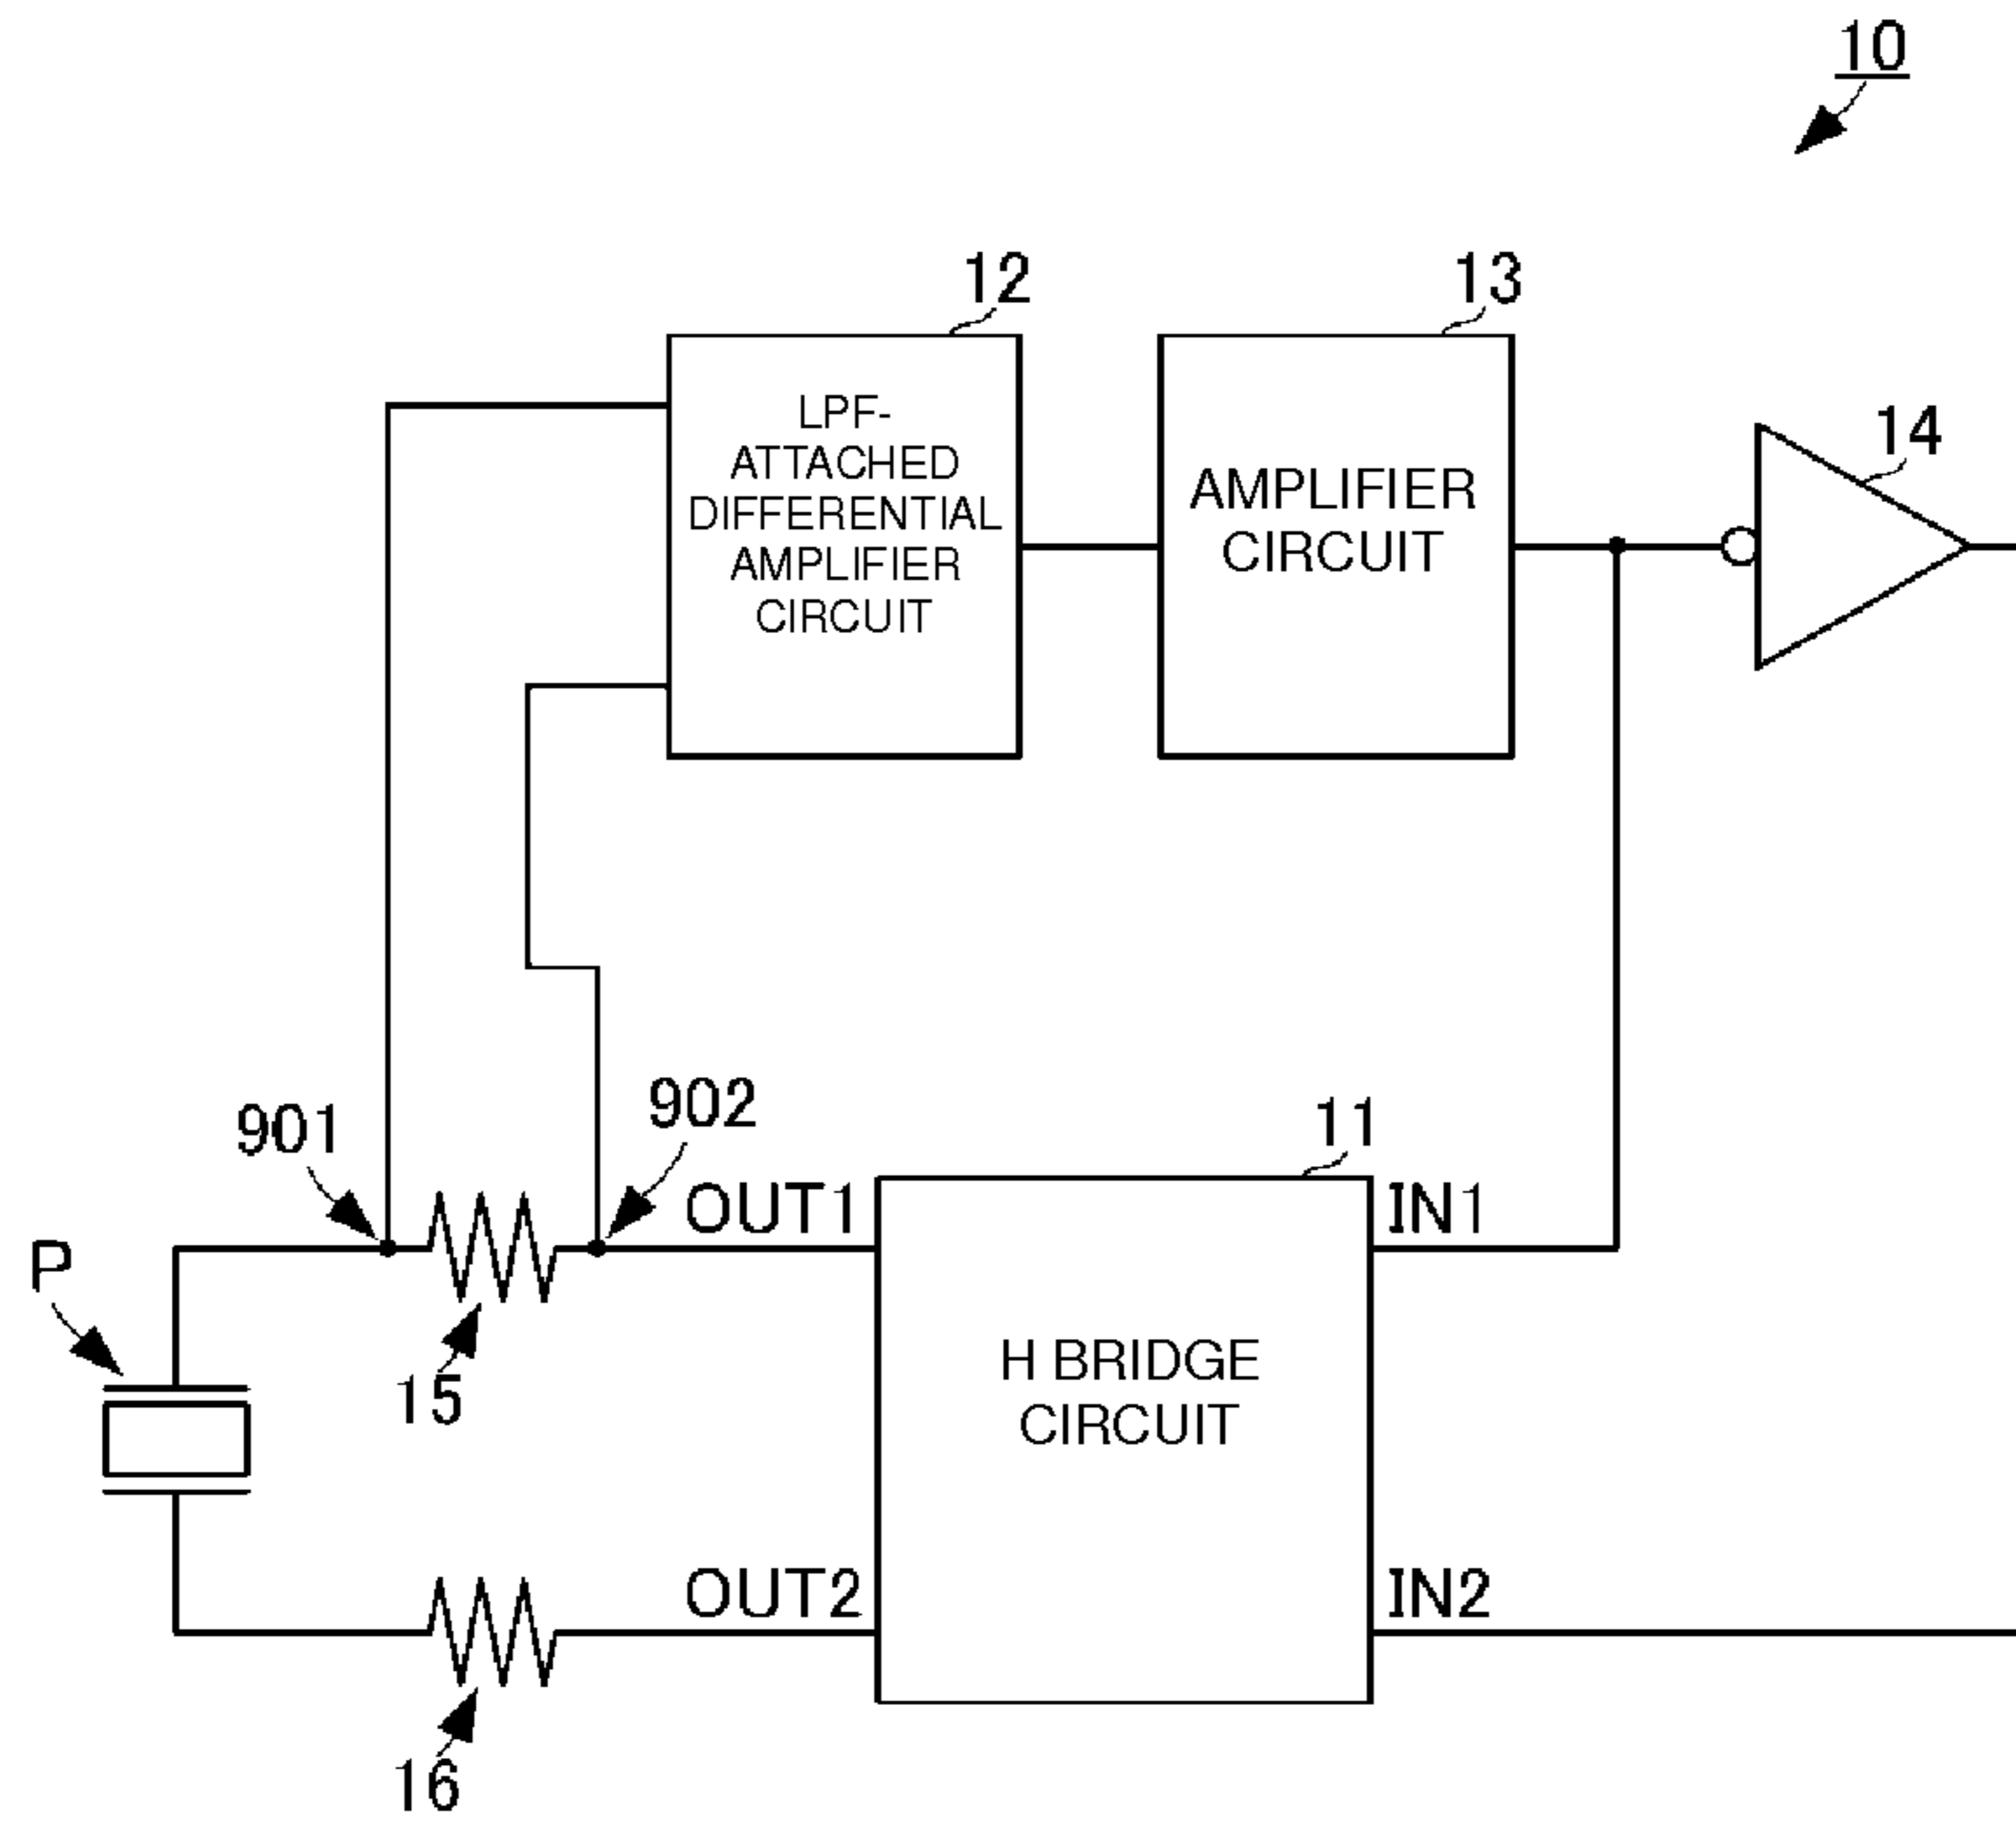 10
12
13
14
LPF-
ATTACHED
DIFFERENTIAL
AMPLIFIER
CIRCUIT
AMPLIFIER
CIRCUIT
901
902
11
OUT1
IN1
P
15
H BRIDGE
CIRCUIT
OUT2
IN2
16